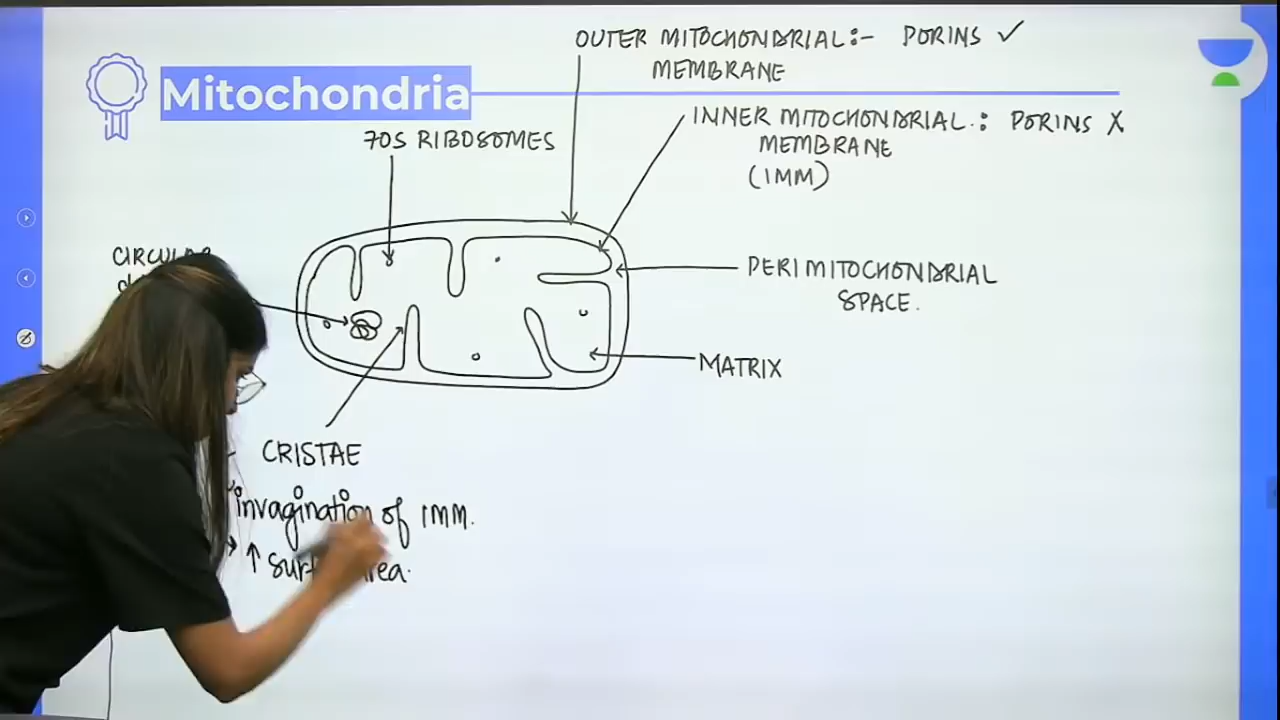 OUTER MITOCHONDRIAL:- PORINS ✓
MEMBRANE
Mitochondria
INNER MITOCHONDRIAL.: PORINS X
MEMBRANE
(IMM)
70S RIBOSOMES
CIRCULAR
PERIMITOCHONDRIAL
SPACE.
MATRIX
CRISTAE
invagination of IMM.
↑ area.